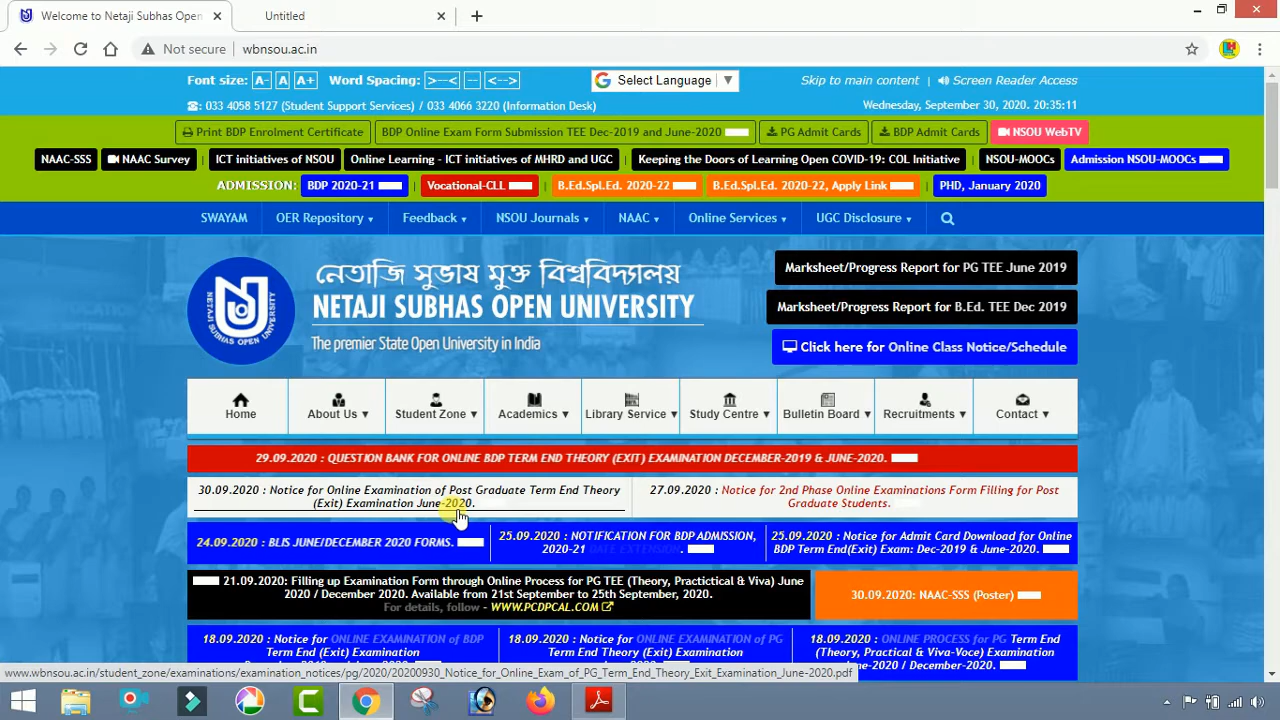 Welcome to Netaji Subhas Open
Untitled
Not secure wbnsou.ac.in
Font size: A- A A+ Word Spacing: >--< -- <-->
Select Language ▼
Skip to main content | Screen Reader Access
☎: 033 4058 5127 (Student Support Services) / 033 4066 3220 (Information Desk)
Wednesday, September 30, 2020. 20:35:11
Print BDP Enrolment Certificate BDP Online Exam Form Submission TEE Dec-2019 and June-2020 PG Admit Cards BDP Admit Cards NSOU WebTV
NAAC-SSS NAAC Survey | ICT initiatives of NSOU Online Learning - ICT initiatives of MHRD and UGC | Keeping the Doors of Learning Open COVID-19: COL Initiative NSOU-MOOCs Admission NSOU-MOOCs
ADMISSION: BDP 2020-21 | Vocational-CLL | B.Ed.Spl.Ed. 2020-22 B.Ed.Spl.Ed. 2020-22, Apply Link | PHD, January 2020
SWAYAM OER Repository ▾ Feedback ▾ NSOU Journals ▾ NAAC ▾ Online Services ▾ UGC Disclosure ▾
নেতাজি সুভাষ মুক্ত বিশ্ববিদ্যালয়
NETAJI SUBHAS OPEN UNIVERSITY
The premier State Open University in India
Marksheet/Progress Report for PG TEE June 2019
Marksheet/Progress Report for B.Ed. TEE Dec 2019
Click here for Online Class Notice/Schedule
Home About Us ▾ Student Zone ▾ Academics ▾ Library Service ▾ Study Centre ▾ Bulletin Board ▾ Recruitments ▾ Contact ▾
29.09.2020 : QUESTION BANK FOR ONLINE BDP TERM END THEORY (EXIT) EXAMINATION DECEMBER-2019 & JUNE-2020.
30.09.2020 : Notice for Online Examination of Post Graduate Term End Theory
(Exit) Examination June-2020.
27.09.2020 : Notice for 2nd Phase Online Examinations Form Filling for Post
Graduate Students.
24.09.2020 : BLIS JUNE/DECEMBER 2020 FORMS.
25.09.2020 : NOTIFICATION FOR BDP ADMISSION,
2020-21 DATE EXTENSION.
25.09.2020 : Notice for Admit Card Download for Online
BDP Term End(Exit) Exam: Dec-2019 & June-2020.
21.09.2020: Filling up Examination Form through Online Process for PG TEE (Theory, Practictical & Viva) June
2020 / December 2020. Available from 21st September to 25th September, 2020.
For details, follow - WWW.PCDPCAL.COM
30.09.2020: NAAC-SSS (Poster)
18.09.2020 : Notice for ONLINE EXAMINATION of BDP
Term End (Exit) Examination
18.09.2020 : Notice for ONLINE EXAMINATION of PG
Term End (Exit) Examination
18.09.2020 : ONLINE PROCESS for PG Term End
(Theory, Practical & Viva-Voce) Examination
June-2020 / December-2020.
www.wbnsou.ac.in/student_zone/examinations/examination_notices/pg/2020/20200930_Notice_for_Online_Exam_of_PG_Term_End_Theory_Exit_Examination_June-2020.pdf